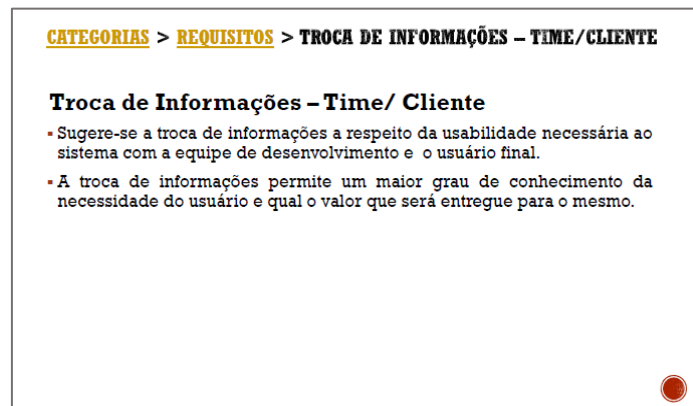 CATEGORIAS > REQUISITOS > TROCA DE INFORMAÇÕES – TIME/CLIENTE
Troca de Informações – Time/ Cliente
▪ Sugere-se a troca de informações a respeito da usabilidade necessária ao
sistema com a equipe de desenvolvimento e o usuário final.
▪ A troca de informações permite um maior grau de conhecimento da
necessidade do usuário e qual o valor que será entregue para o mesmo.